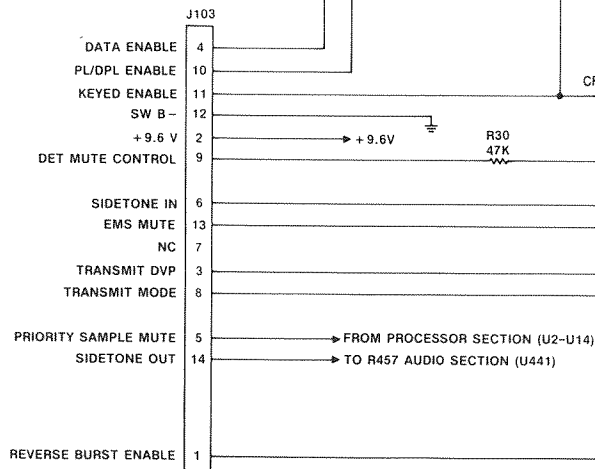 J103
DATA ENABLE 4
PL/DPL ENABLE 10
KEYED ENABLE 11
SW B- 12
+9.6 V 2 +9.6V
DET MUTE CONTROL 9
R30
47K
SIDETONE IN 6
EMS MUTE 13
NC 7
TRANSMIT DVP 3
TRANSMIT MODE 8
PRIORITY SAMPLE MUTE 5 FROM PROCESSOR SECTION (U2-U14)
SIDETONE OUT 14 TO R457 AUDIO SECTION (U441)
REVERSE BURST ENABLE 1